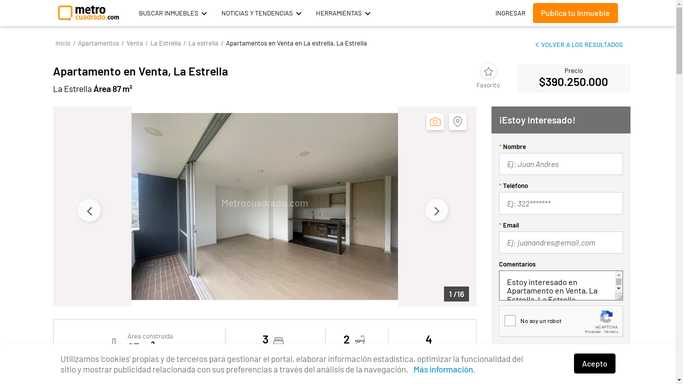 metro
cuadrado.com
BUSCAR INMUEBLES
NOTICIAS Y TENDENCIAS
HERRAMIENTAS
INGRESAR
Publica tu Inmueble
Inicio / Apartamentos / Venta / La Estrella / La estrella / Apartamentos en Venta en La estrella, La Estrella
VOLVER A LOS RESULTADOS
Apartamento en Venta, La Estrella
La Estrella Área 87 m²
Favorito
Precio
$390.250.000
Metrocuadrado.com
1 /16
¡Estoy Interesado!
* Nombre
Ej: Juan Andres
* Teléfono
Ej: 322*******
* Email
Ej: juanandres@email.com
Comentarios
Estoy interesado en
Apartamento en Venta, La
Estrella, La Estrella
No soy un robot
reCAPTCHA
Privacidad - Términos
Área construida
3
2
4
Utilizamos 'cookies' propias y de terceros para gestionar el portal, elaborar información estadística, optimizar la funcionalidad del
sitio y mostrar publicidad relacionada con sus preferencias a través del análisis de la navegación. Más información.
Acepto